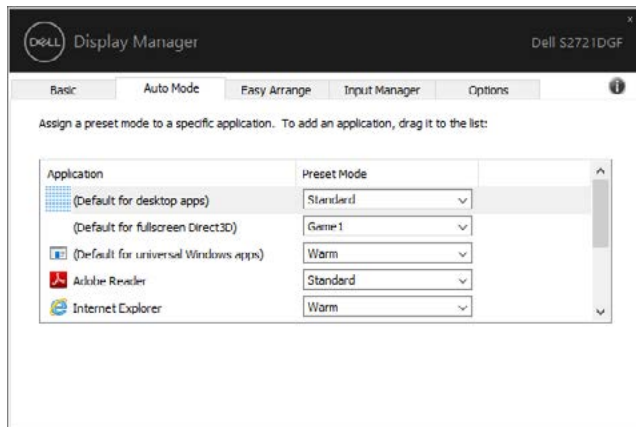 DELL Display Manager
Dell S2721DGF
Basic Auto Mode Easy Arrange Input Manager Options
Assign a preset mode to a specific application. To add an application, drag it to the list:
Application Preset Mode
(Default for desktop apps) Standard
(Default for fullscreen Direct3D) Game1
(Default for universal Windows apps) Warm
Adobe Reader Standard
Internet Explorer Warm